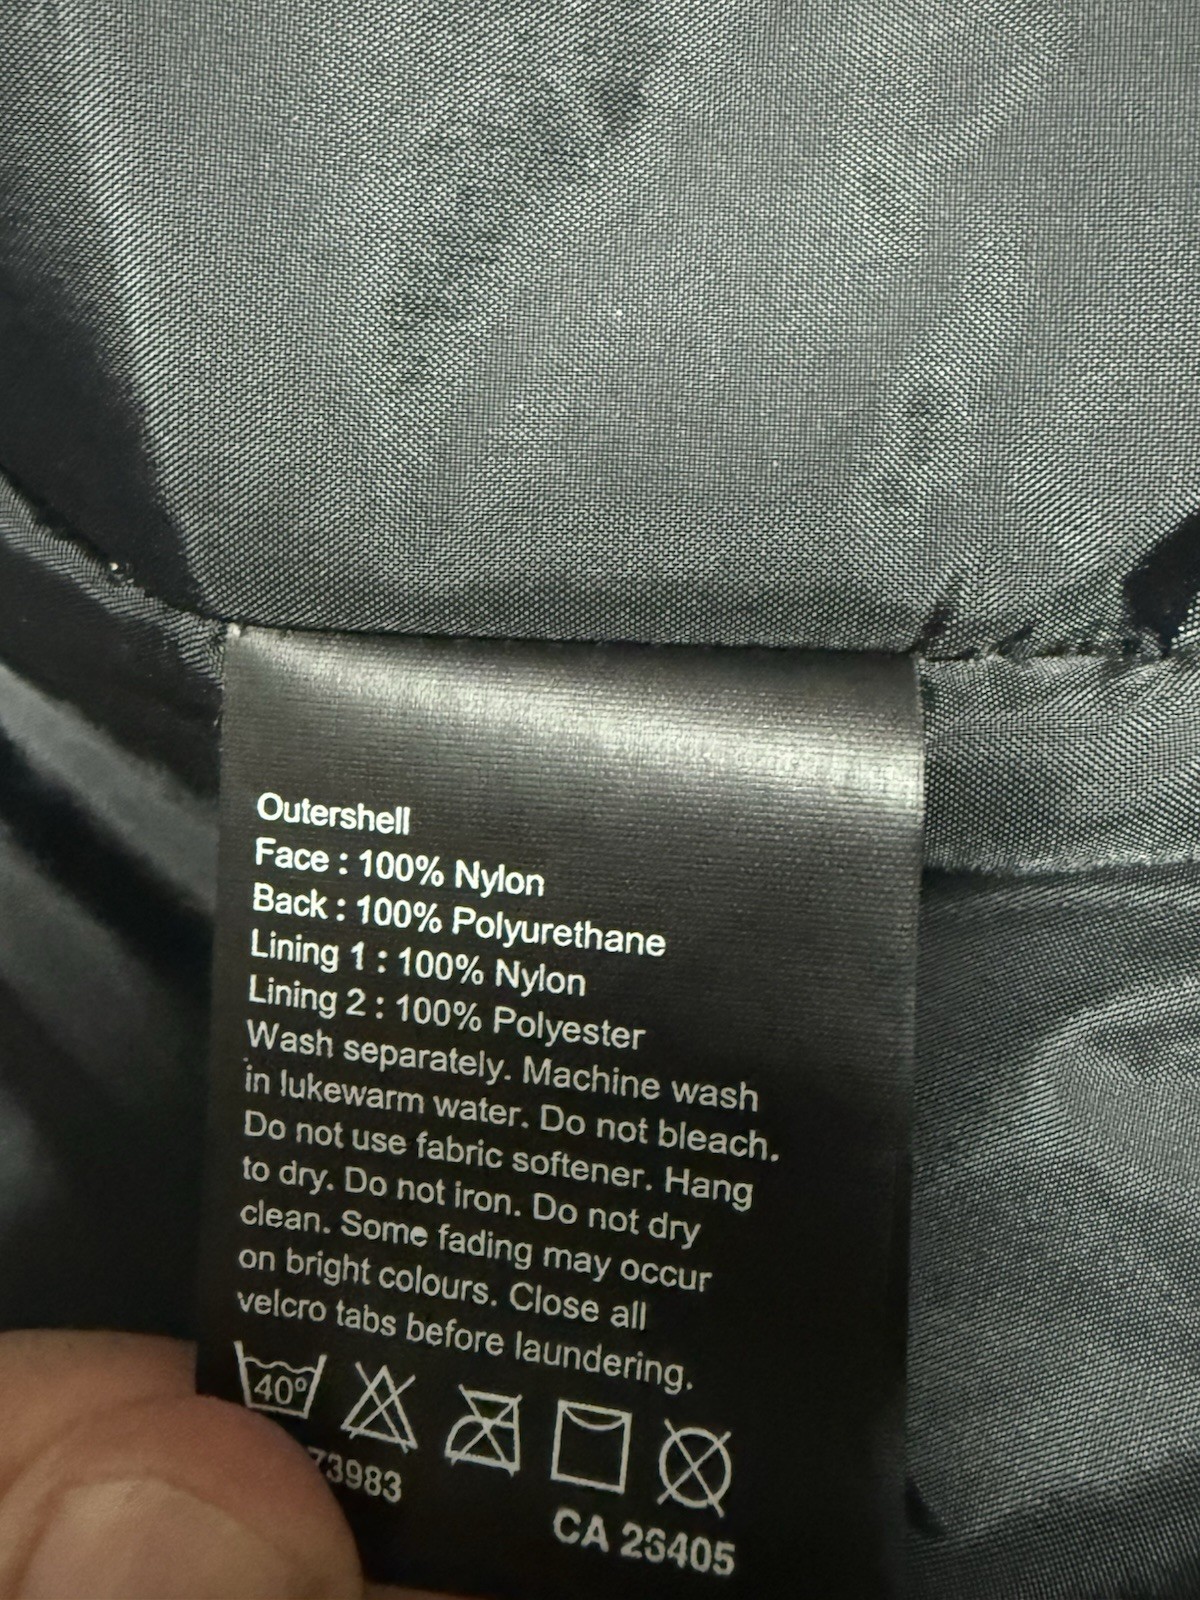 Outershell
Face : 100% Nylon
Back : 100% Polyurethane
Lining 1 : 100% Nylon
Lining 2 : 100% Polyester
Wash separately. Machine wash
in lukewarm water. Do not bleach.
Do not use fabric softener. Hang
to dry. Do not iron. Do not dry
clean. Some fading may occur
on bright colours. Close all
velcro tabs before laundering.
40°
CA 26405